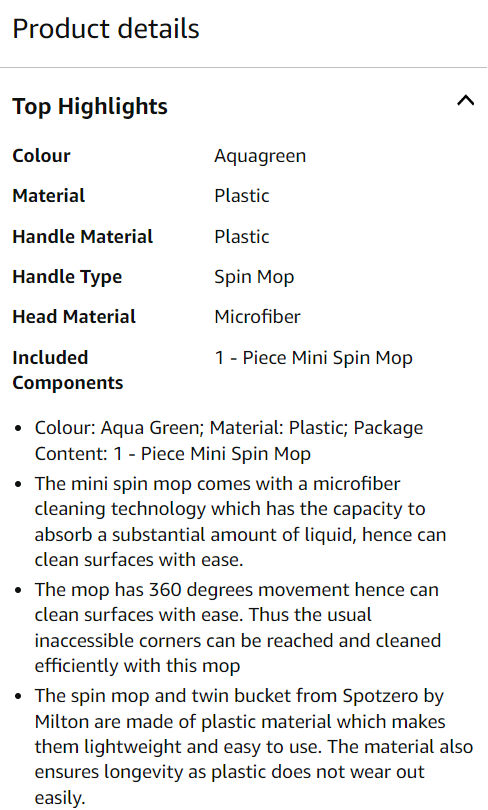 Product details
Top Highlights
Colour Aquagreen
Material Plastic
Handle Material Plastic
Handle Type Spin Mop
Head Material Microfiber
Included Components 1 - Piece Mini Spin Mop
• Colour: Aqua Green; Material: Plastic; Package
Content: 1 - Piece Mini Spin Mop
• The mini spin mop comes with a microfiber
cleaning technology which has the capacity to
absorb a substantial amount of liquid, hence can
clean surfaces with ease.
• The mop has 360 degrees movement hence can
clean surfaces with ease. Thus the usual
inaccessible corners can be reached and cleaned
efficiently with this mop
• The spin mop and twin bucket from Spotzero by
Milton are made of plastic material which makes
them lightweight and easy to use. The material also
ensures longevity as plastic does not wear out
easily.